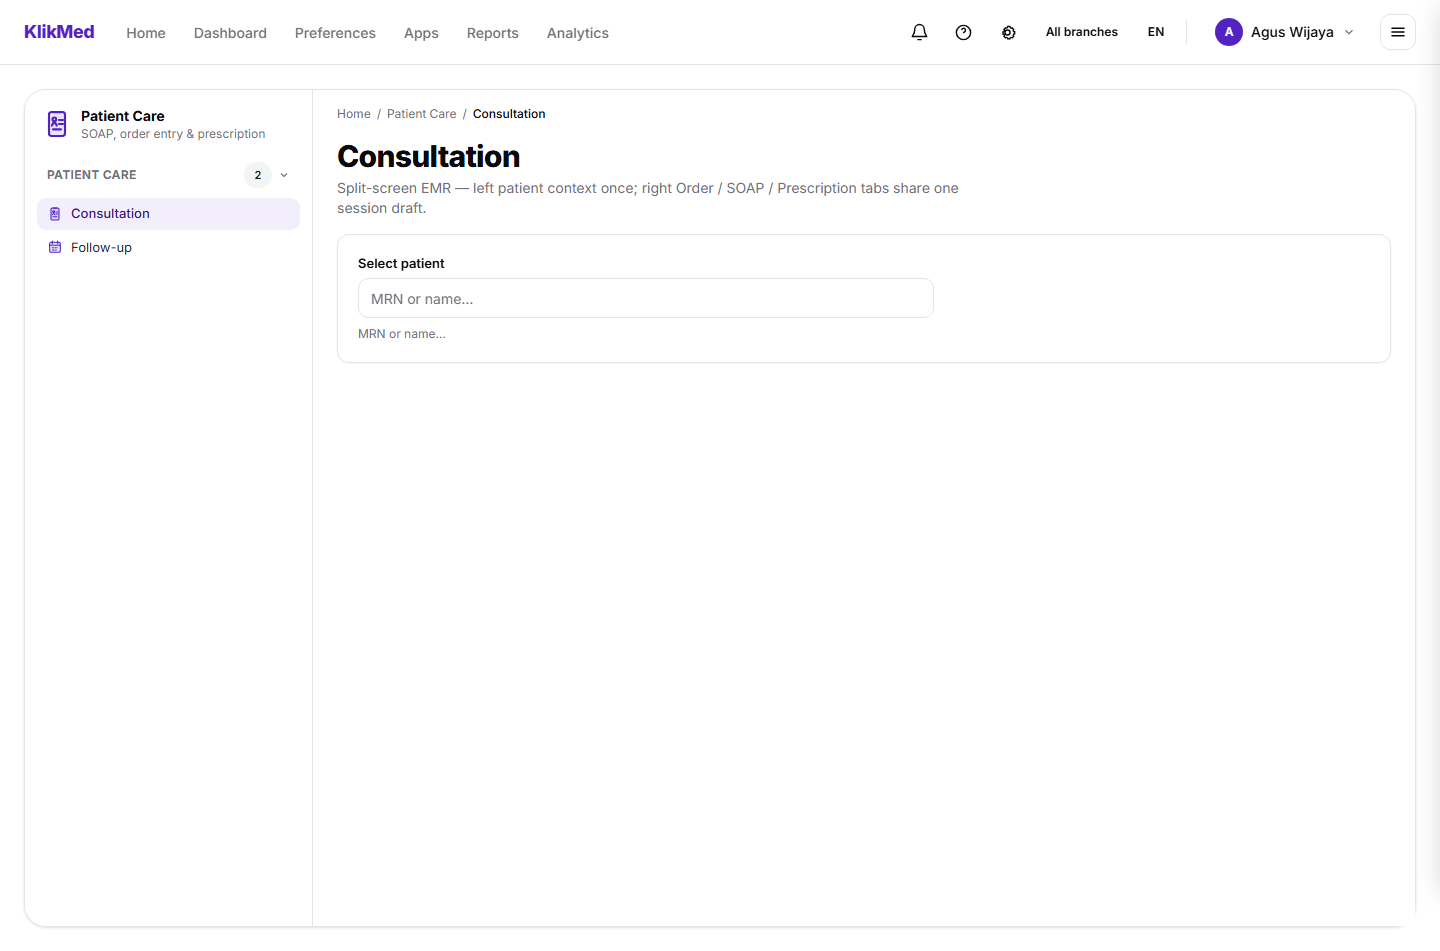 KlikMed
Home
Dashboard
Preferences
Apps
Reports
Analytics
All branches
EN
A
Agus Wijaya
Patient Care
SOAP, order entry & prescription
PATIENT CARE
2
Consultation
Follow-up
Home / Patient Care / Consultation
Consultation
Split-screen EMR — left patient context once; right Order / SOAP / Prescription tabs share one
session draft.
Select patient
MRN or name...
MRN or name...